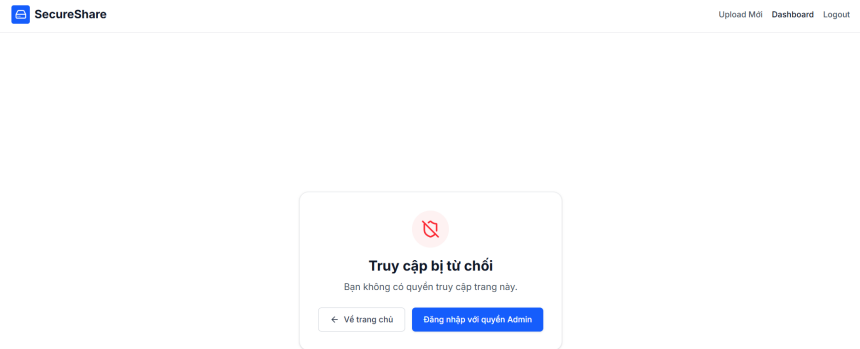 SecureShare
Upload Mới Dashboard Logout
Truy cập bị từ chối
Bạn không có quyền truy cập trang này.
Về trang chủ
Đăng nhập với quyền Admin